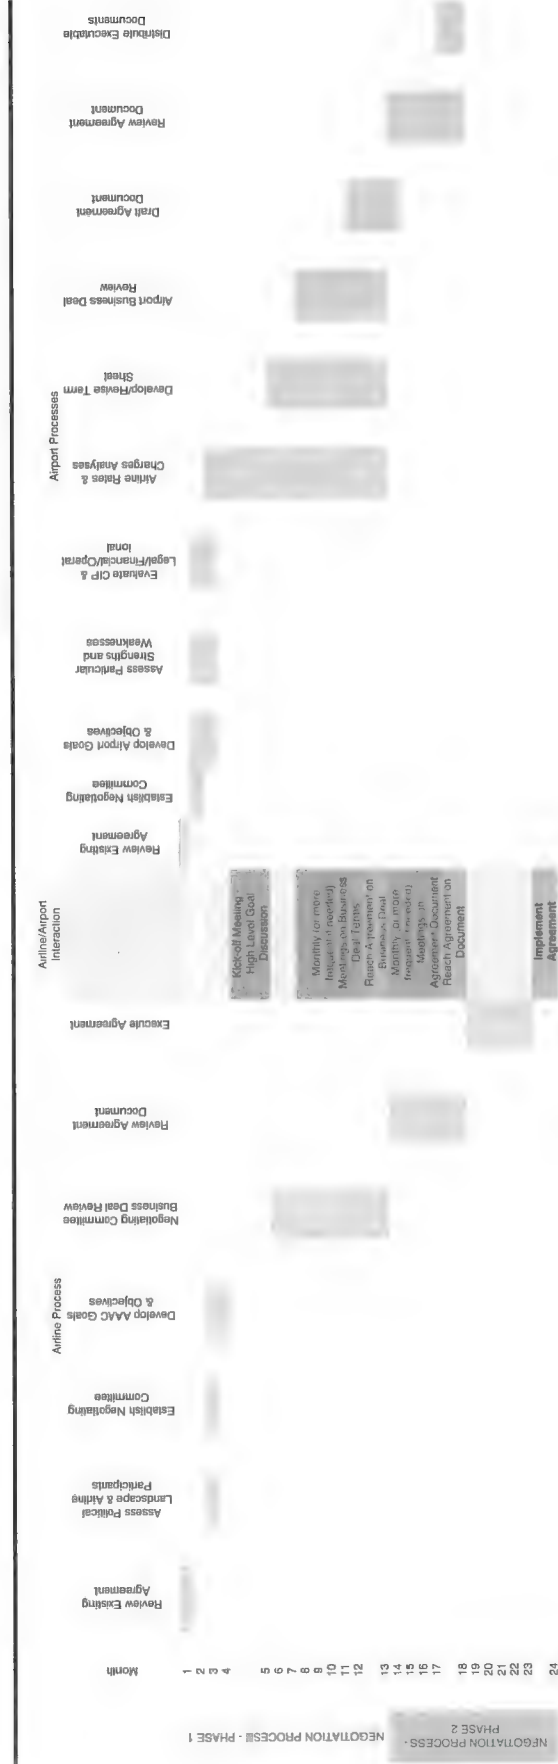 Airline Process
Airline/Airport
Interaction
Airport Processes
Month
Review Existing
Agreement
Assess Political
Landscape & Airline
Participants
Establish Negotiating
Committee
Develop AAAC Goals
& Objectives
Negotiating Committee
Business Deal Review
Review Agreement
Document
Execute Agreement
Review Existing
Agreement
Establish Negotiating
Committee
Develop Airport Goals
& Objectives
Assess Particular
Strengths and
Weaknesses
Evaluate CIP &
Legal/Financial/Operat
ional
Airline Rates &
Charges Analyses
Develop/Revise Term
Sheet
Airport Business Deal
Review
Draft Agreement
Document
Review Agreement
Document
Distribute Executable
Documents
NEGOTIATION PROCESS - PHASE 1
1
2
3
4
Kick-off Meeting -
High Level Goal
Discussion
5
6
7
8
9
10
11
12
13
Monthly (or more
frequent if needed)
Meetings on Business
Deal Terms
Reach Agreement on
Business Deal
NEGOTIATION PROCESS -
PHASE 2
14
15
16
17
18
19
20
21
22
23
24
Monthly (or more
frequent if needed)
Meetings on
Agreement Document
Reach Agreement on
Document
Implement
Agreement